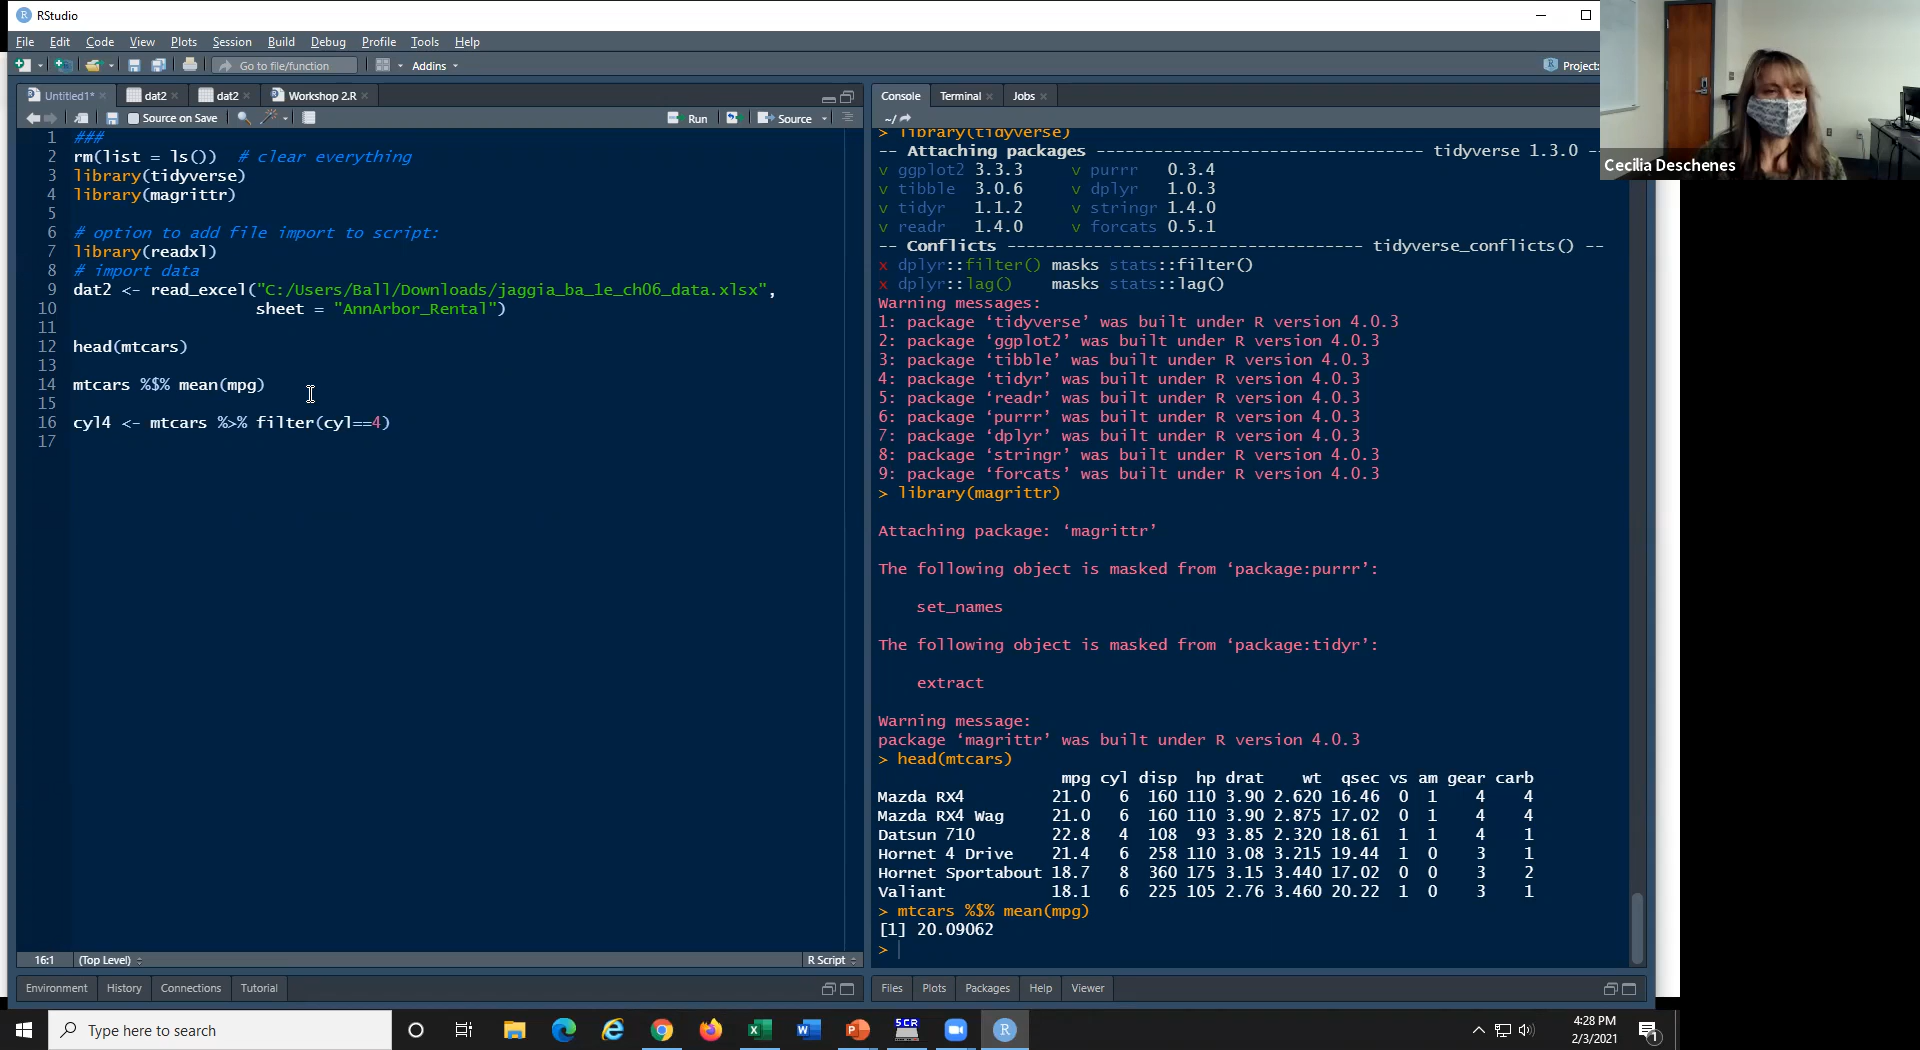 RStudio
File Edit Code View Plots Session Build Debug Profile Tools Help
Go to file/function Addins Project:
Untitled1* dat2 dat2 Workshop 2.R
Source on Save Run Source
1 ###
2 rm(list = ls()) # clear everything
3 library(tidyverse)
4 library(magrittr)
5
6 # option to add file import to script:
7 library(readxl)
8 # import data
9 dat2 <- read_excel("C:/Users/Ball/Downloads/jaggia_ba_1e_ch06_data.xlsx",
10 sheet = "AnnArbor_Rental")
11
12 head(mtcars)
13
14 mtcars %$% mean(mpg)
15
16 cyl4 <- mtcars %>% filter(cyl==4)
17
16:1 (Top Level) R Script
Environment History Connections Tutorial
Console Terminal Jobs
~/
> library(tidyverse)
-- Attaching packages ---------------------------------- tidyverse 1.3.0 --
v ggplot2 3.3.3 v purrr 0.3.4
v tibble 3.0.6 v dplyr 1.0.3
v tidyr 1.1.2 v stringr 1.4.0
v readr 1.4.0 v forcats 0.5.1
-- Conflicts ------------------------------------- tidyverse_conflicts() --
x dplyr::filter() masks stats::filter()
x dplyr::lag() masks stats::lag()
Warning messages:
1: package ‘tidyverse’ was built under R version 4.0.3
2: package ‘ggplot2’ was built under R version 4.0.3
3: package ‘tibble’ was built under R version 4.0.3
4: package ‘tidyr’ was built under R version 4.0.3
5: package ‘readr’ was built under R version 4.0.3
6: package ‘purrr’ was built under R version 4.0.3
7: package ‘dplyr’ was built under R version 4.0.3
8: package ‘stringr’ was built under R version 4.0.3
9: package ‘forcats’ was built under R version 4.0.3
> library(magrittr)
Attaching package: ‘magrittr’
The following object is masked from ‘package:purrr’:
set_names
The following object is masked from ‘package:tidyr’:
extract
Warning message:
package ‘magrittr’ was built under R version 4.0.3
> head(mtcars)
mpg cyl disp hp drat wt qsec vs am gear carb
Mazda RX4 21.0 6 160 110 3.90 2.620 16.46 0 1 4 4
Mazda RX4 Wag 21.0 6 160 110 3.90 2.875 17.02 0 1 4 4
Datsun 710 22.8 4 108 93 3.85 2.320 18.61 1 1 4 1
Hornet 4 Drive 21.4 6 258 110 3.08 3.215 19.44 1 0 3 1
Hornet Sportabout 18.7 8 360 175 3.15 3.440 17.02 0 0 3 2
Valiant 18.1 6 225 105 2.76 3.460 20.22 1 0 3 1
> mtcars %$% mean(mpg)
[1] 20.09062
>
Files Plots Packages Help Viewer
Cecilia Deschenes
Type here to search
SCR
4:28 PM
2/3/2021
1